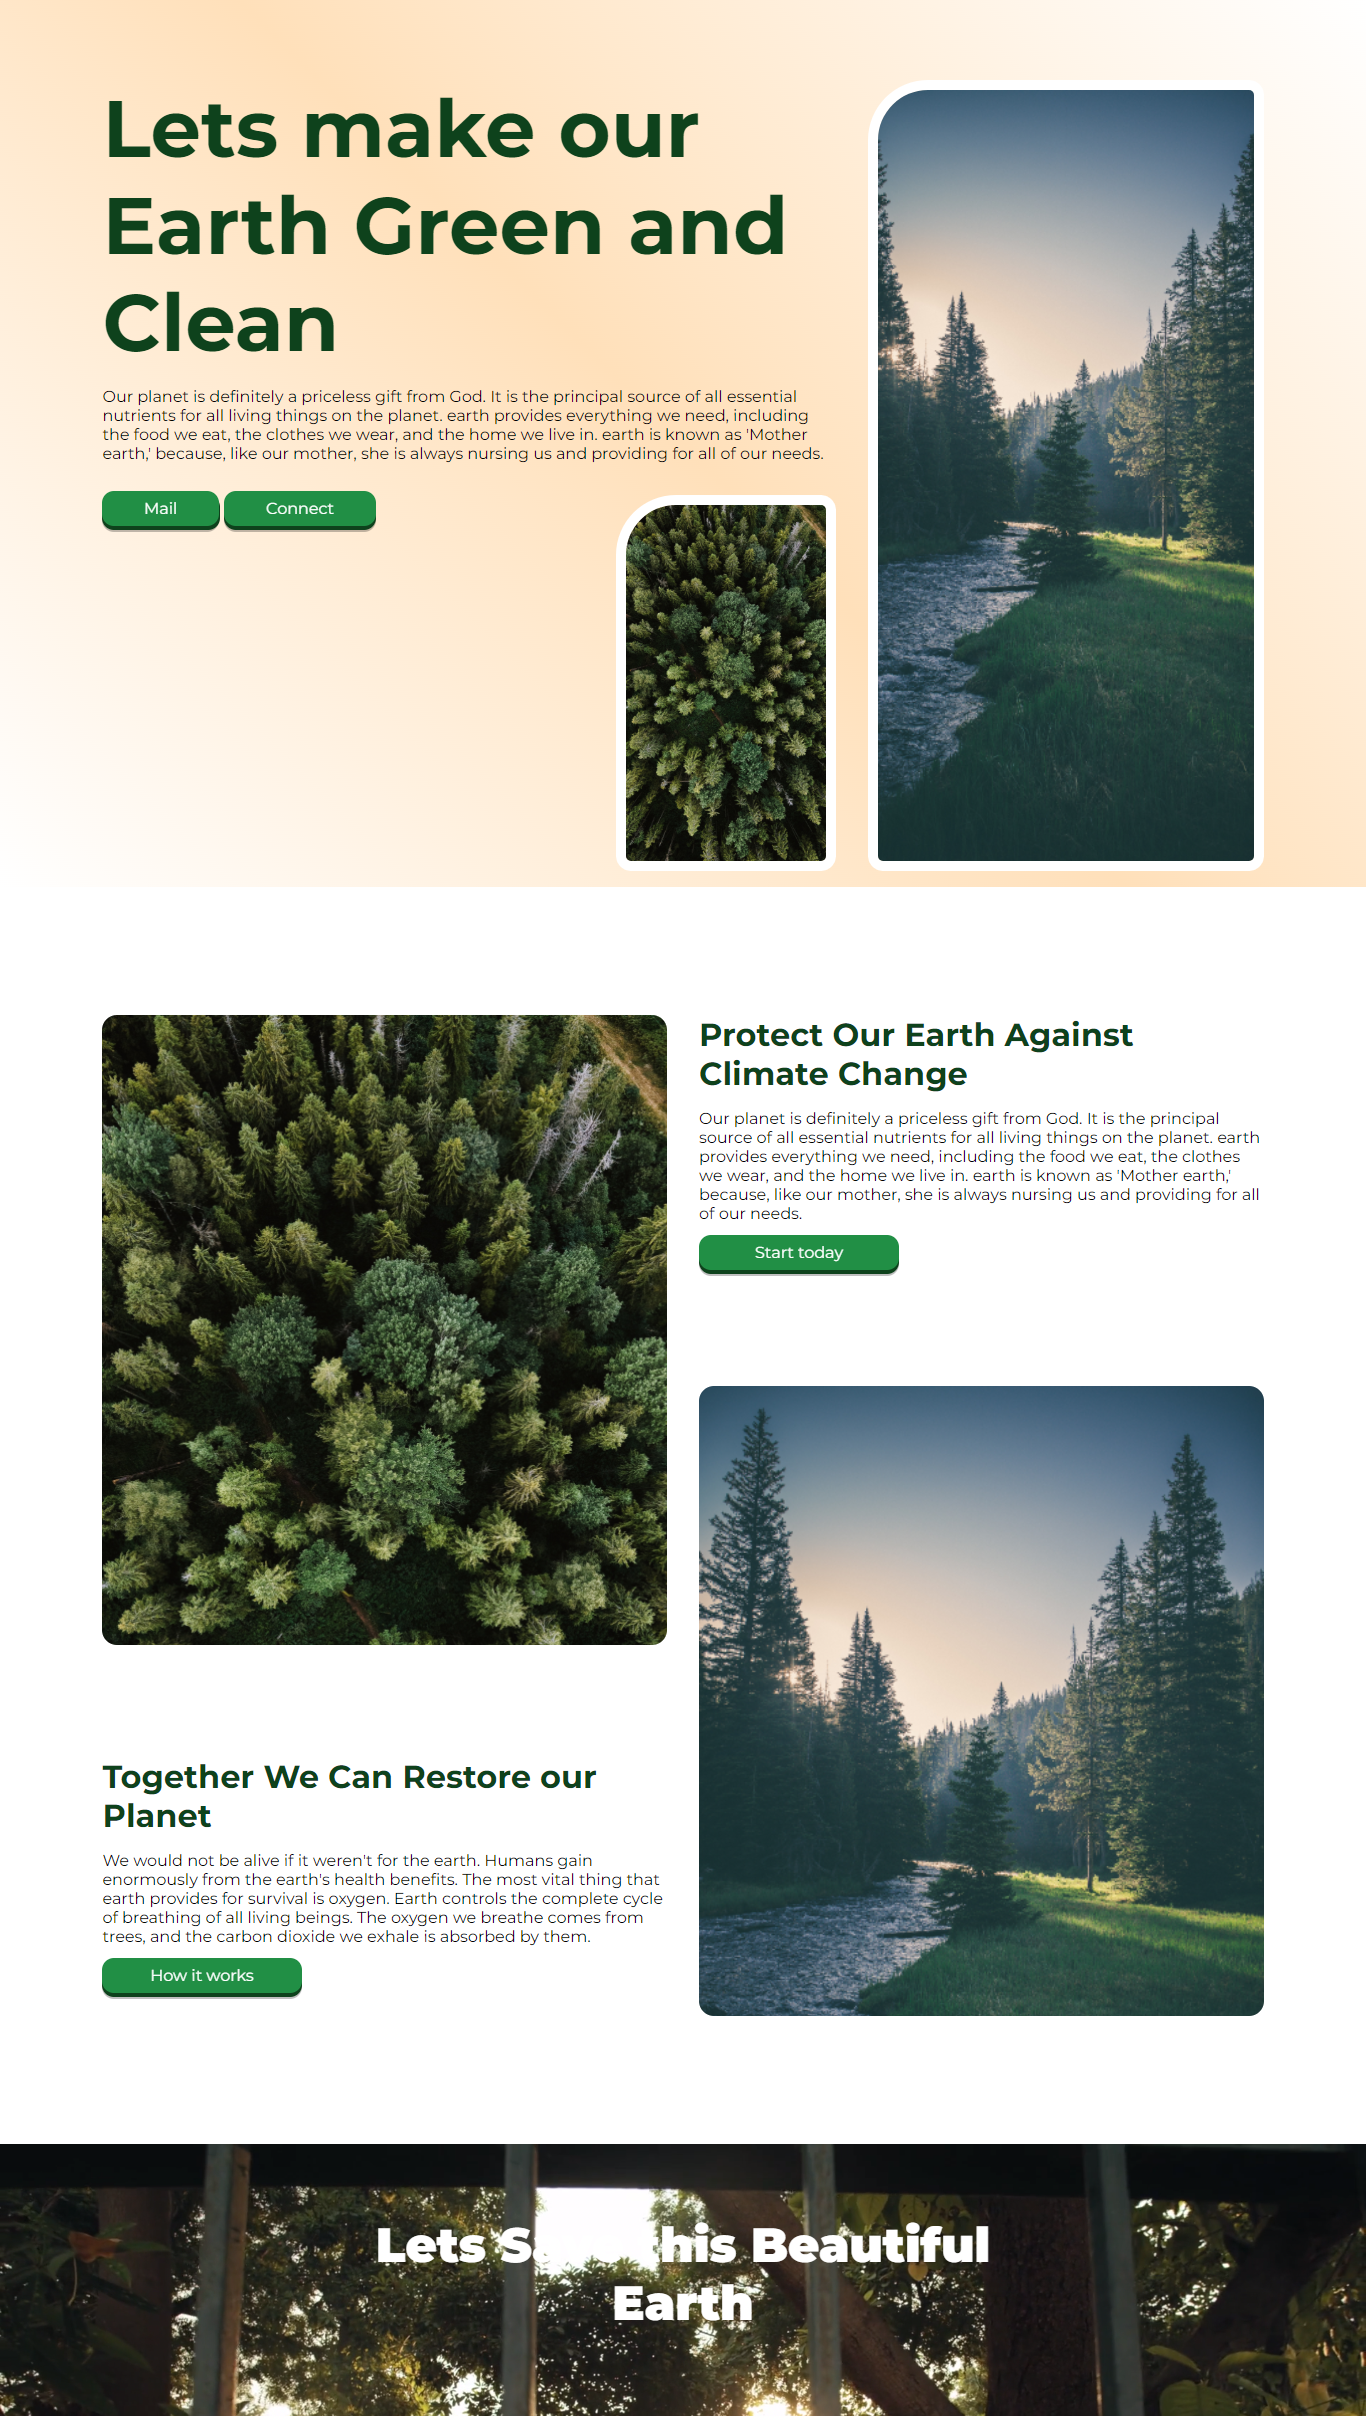 Lets make our
Earth Green and
Clean
Our planet is definitely a priceless gift from God. It is the principal source of all essential
nutrients for all living things on the planet. earth provides everything we need, including
the food we eat, the clothes we wear, and the home we live in. earth is known as 'Mother
earth,' because, like our mother, she is always nursing us and providing for all of our needs.
Mail
Connect
Protect Our Earth Against
Climate Change
Our planet is definitely a priceless gift from God. It is the principal
source of all essential nutrients for all living things on the planet. earth
provides everything we need, including the food we eat, the clothes
we wear, and the home we live in. earth is known as 'Mother earth,'
because, like our mother, she is always nursing us and providing for all
of our needs.
Start today
Together We Can Restore our
Planet
We would not be alive if it weren't for the earth. Humans gain
enormously from the earth's health benefits. The most vital thing that
earth provides for survival is oxygen. Earth controls the complete cycle
of breathing of all living beings. The oxygen we breathe comes from
trees, and the carbon dioxide we exhale is absorbed by them.
How it works
Lets this Beautiful
Earth